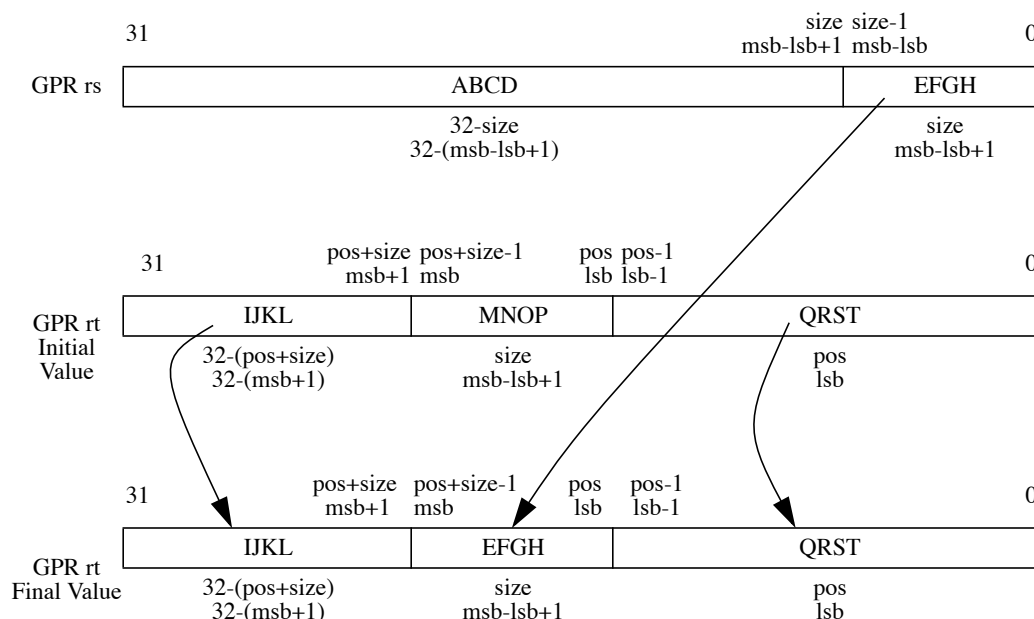 31 size size-1 0
msb-lsb+1 msb-lsb
GPR rs ABCD EFGH
32-size size
32-(msb-lsb+1) msb-lsb+1
31 pos+size pos+size-1 pos pos-1 0
msb+1 msb lsb lsb-1
GPR rt
Initial
Value
IJKL MNOP QRST
32-(pos+size) size pos
32-(msb+1) msb-lsb+1 lsb
31 pos+size pos+size-1 pos pos-1 0
msb+1 msb lsb lsb-1
GPR rt
Final Value
IJKL EFGH QRST
32-(pos+size) size pos
32-(msb+1) msb-lsb+1 lsb